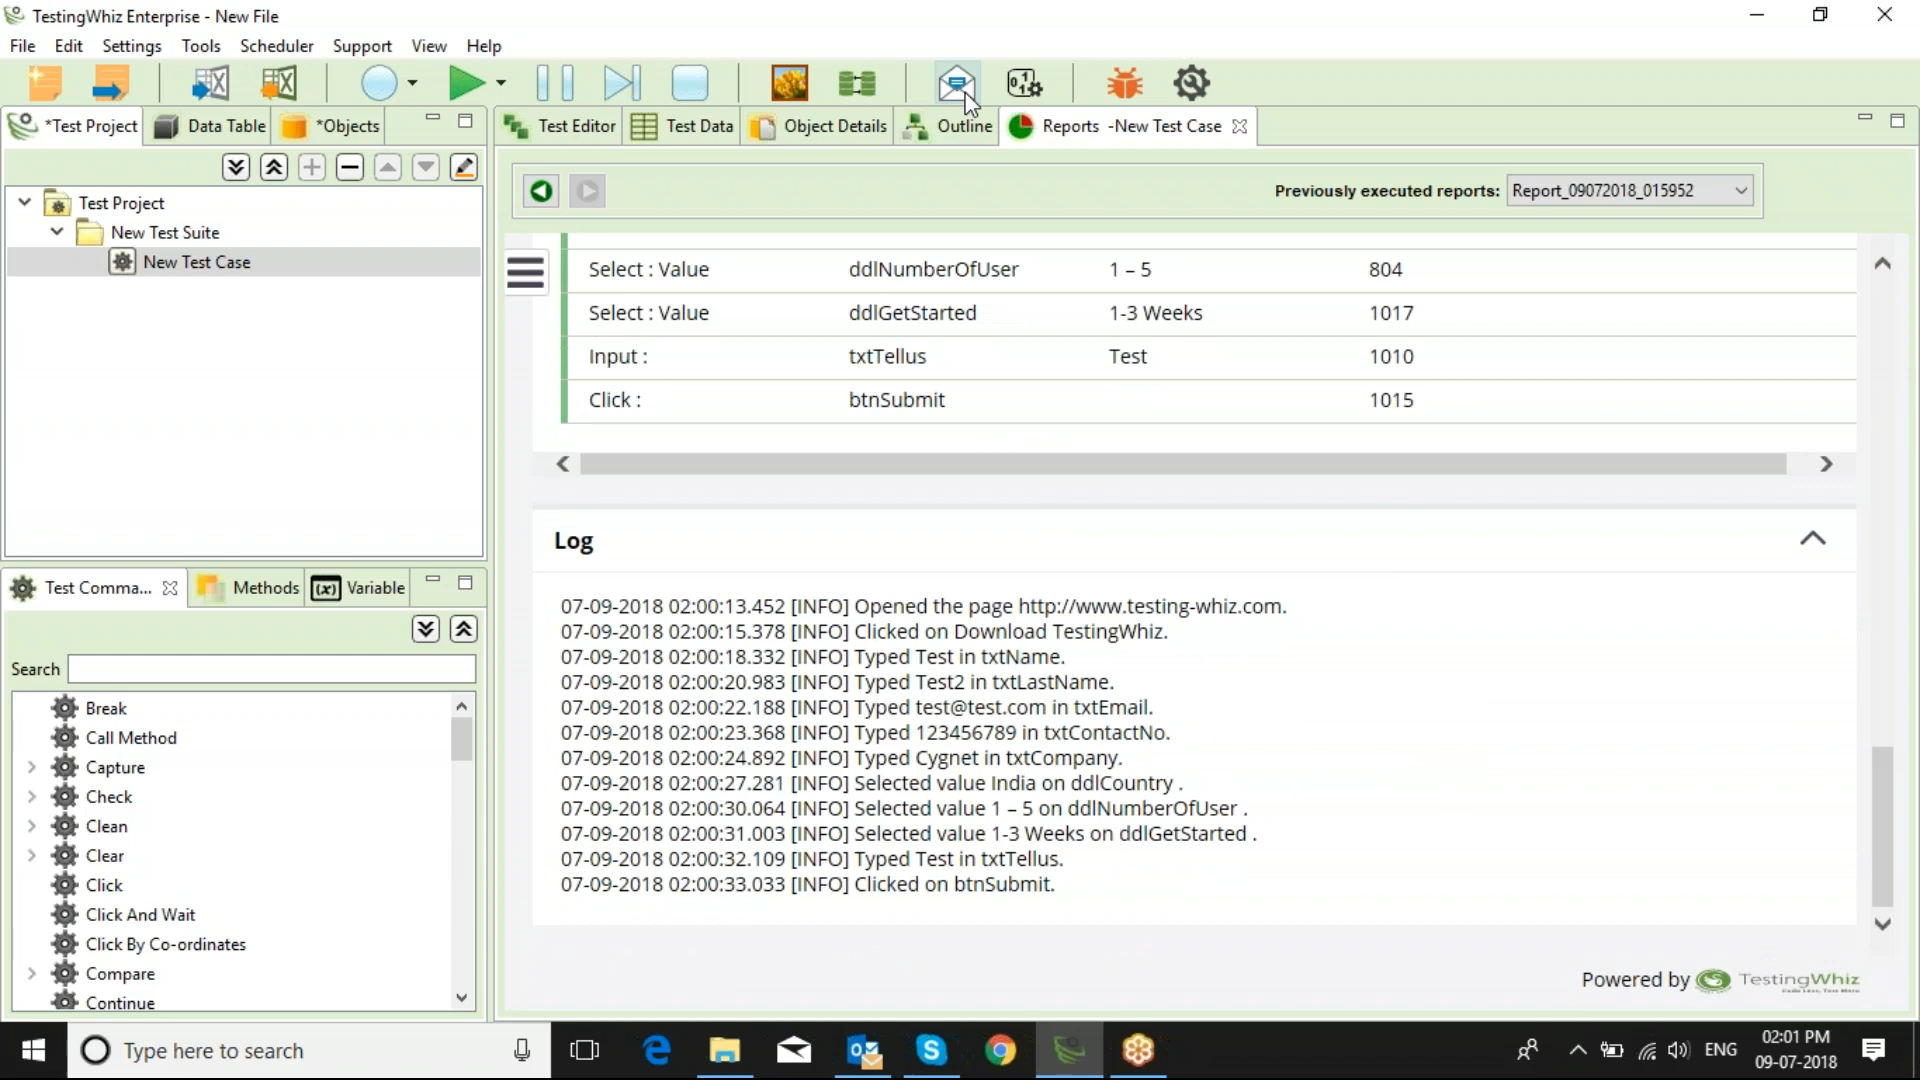 TestingWhiz Enterprise - New File
File Edit Settings Tools Scheduler Support View Help
*Test Project Data Table *Objects
Test Editor Test Data Object Details Outline Reports -New Test Case
Previously executed reports: Report_09072018_015952
Test Project
New Test Suite
New Test Case
Select : Value ddlNumberOfUser 1 – 5 804
Select : Value ddlGetStarted 1-3 Weeks 1017
Input : txtTellus Test 1010
Click : btnSubmit 1015
Log
07-09-2018 02:00:13.452 [INFO] Opened the page http://www.testing-whiz.com.
07-09-2018 02:00:15.378 [INFO] Clicked on Download TestingWhiz.
07-09-2018 02:00:18.332 [INFO] Typed Test in txtName.
07-09-2018 02:00:20.983 [INFO] Typed Test2 in txtLastName.
07-09-2018 02:00:22.188 [INFO] Typed test@test.com in txtEmail.
07-09-2018 02:00:23.368 [INFO] Typed 123456789 in txtContactNo.
07-09-2018 02:00:24.892 [INFO] Typed Cygnet in txtCompany.
07-09-2018 02:00:27.281 [INFO] Selected value India on ddlCountry .
07-09-2018 02:00:30.064 [INFO] Selected value 1 – 5 on ddlNumberOfUser .
07-09-2018 02:00:31.003 [INFO] Selected value 1-3 Weeks on ddlGetStarted .
07-09-2018 02:00:32.109 [INFO] Typed Test in txtTellus.
07-09-2018 02:00:33.033 [INFO] Clicked on btnSubmit.
Powered by TestingWhiz
Test Comma... Methods (x) Variable
Search
Break
Call Method
Capture
Check
Clean
Clear
Click
Click And Wait
Click By Co-ordinates
Compare
Continue
Type here to search
ENG
02:01 PM
09-07-2018